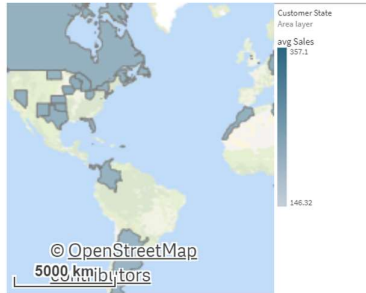 Customer State
Area layer
avg Sales
357.1
146.32
© OpenStreetMap
5000 km
contributors